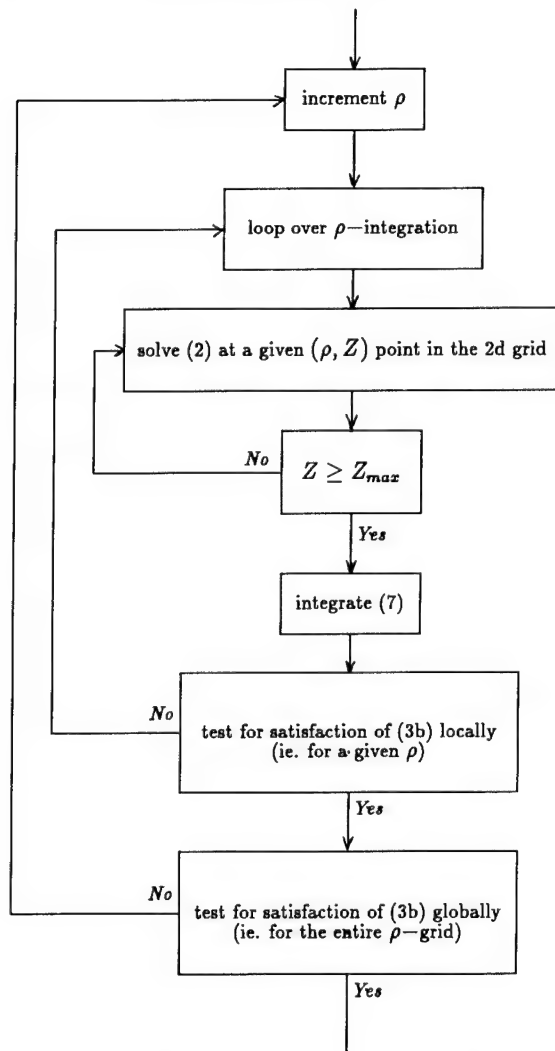 increment ρ
loop over ρ—integration
solve (2) at a given (ρ, Z) point in the 2d grid
No
Z ≥ Z_max
Yes
integrate (7)
No
test for satisfaction of (3b) locally
(ie. for a given ρ)
Yes
No
test for satisfaction of (3b) globally
(ie. for the entire ρ—grid)
Yes